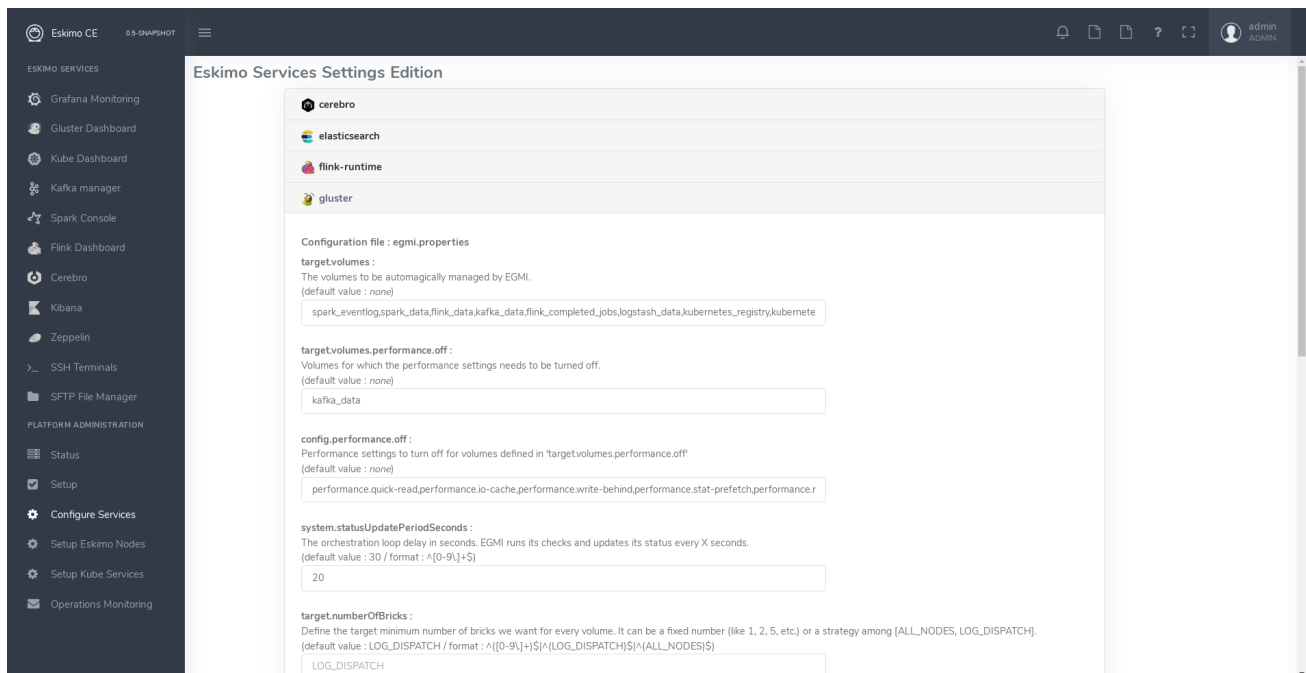 Eskimo CE 0.5-SNAPSHOT
admin
ADMIN
ESKIMO SERVICES
Grafana Monitoring
Gluster Dashboard
Kube Dashboard
Kafka manager
Spark Console
Flink Dashboard
Cerebro
Kibana
Zeppelin
SSH Terminals
SFTP File Manager
PLATFORM ADMINISTRATION
Status
Setup
Configure Services
Setup Eskimo Nodes
Setup Kube Services
Operations Monitoring
Eskimo Services Settings Edition
cerebro
elasticsearch
flink-runtime
gluster
Configuration file : egmi.properties
target.volumes :
The volumes to be automagically managed by EGMI.
(default value : none)
spark_eventlog,spark_data,flink_data,kafka_data,flink_completed_jobs,logstash_data,kubernetes_registry,kubernete
target.volumes.performance.off :
Volumes for which the performance settings needs to be turned off.
(default value : none)
kafka_data
config.performance.off :
Performance settings to turn off for volumes defined in 'target.volumes.performance.off'
(default value : none)
performance.quick-read,performance.io-cache,performance.write-behind,performance.stat-prefetch,performance.r
system.statusUpdatePeriodSeconds :
The orchestration loop delay in seconds. EGMI runs its checks and updates its status every X seconds.
(default value : 30 / format : ^[0-9\.]+$)
20
target.numberOfBricks :
Define the target minimum number of bricks we want for every volume. It can be a fixed number (like 1, 2, 5, etc.) or a strategy among [ALL_NODES, LOG_DISPATCH].
(default value : LOG_DISPATCH / format : ^([0-9\.]+)$|^(LOG_DISPATCH)$|^(ALL_NODES)$)
LOG_DISPATCH